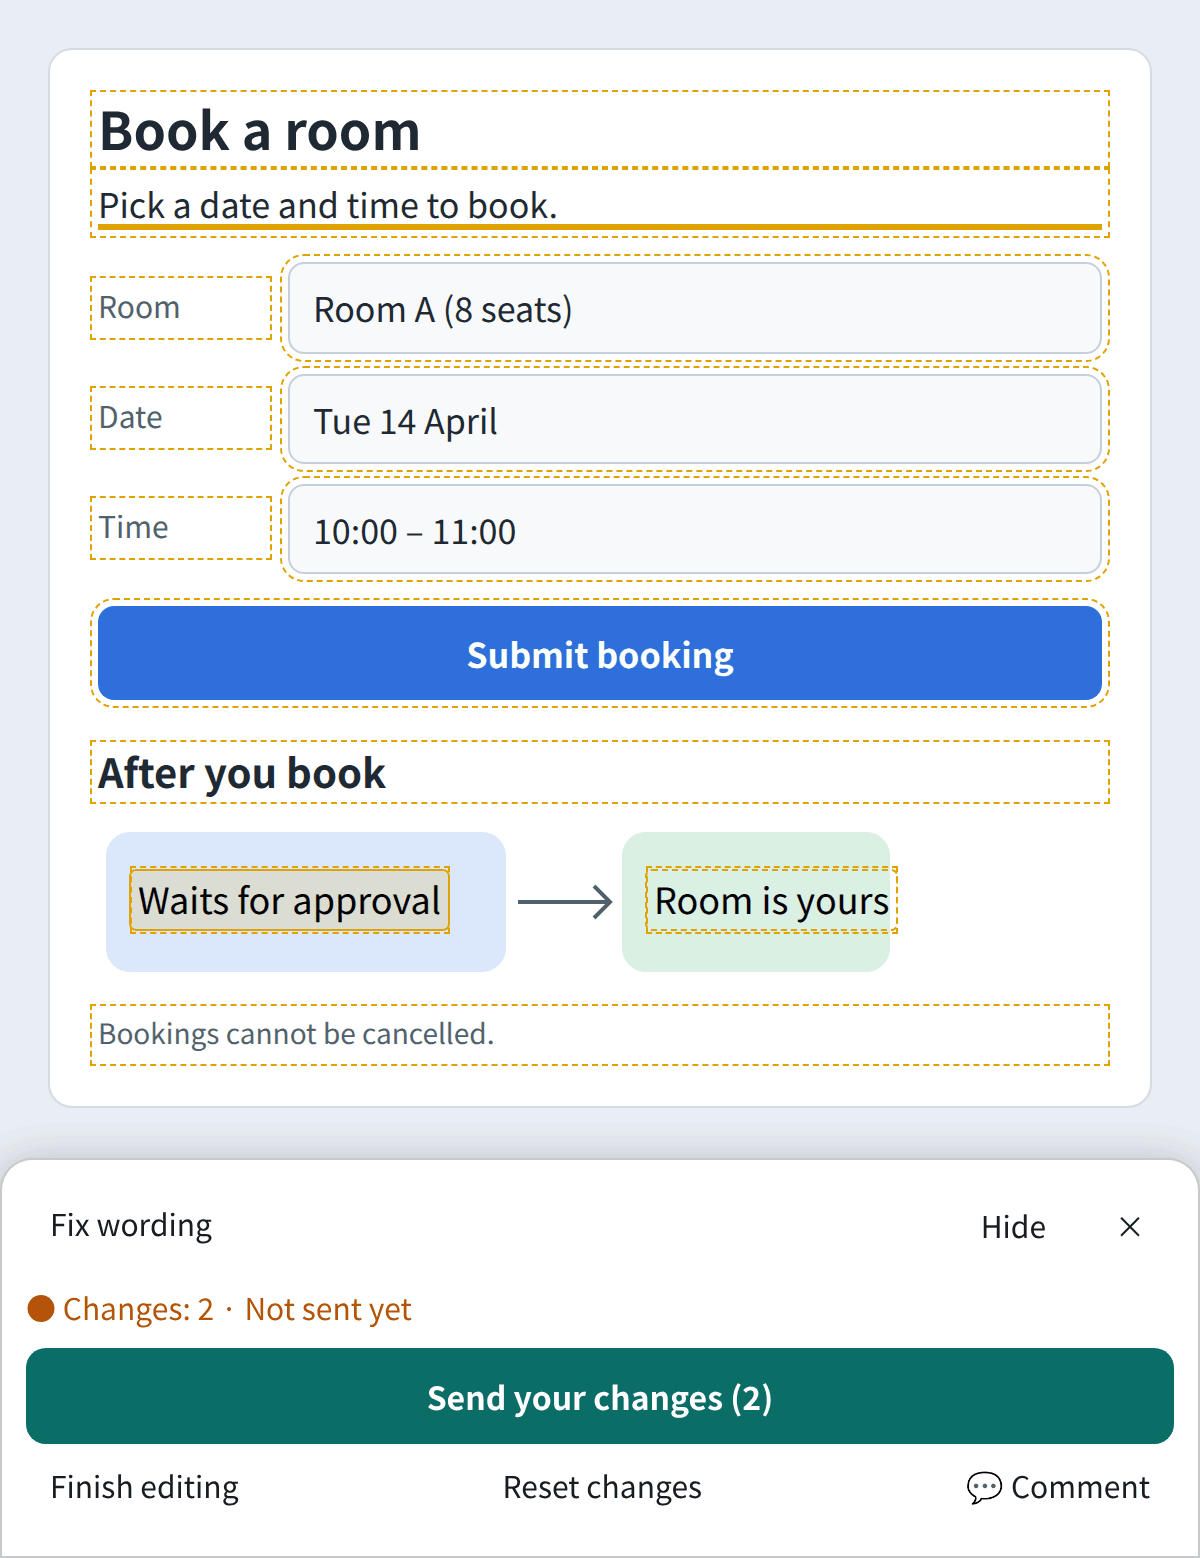 Book a room
Pick a date and time to book.
Room
Room A (8 seats)
Date
Tue 14 April
Time
10:00 – 11:00
Submit booking
After you book
Waits for approval
Room is yours
Bookings cannot be cancelled.
Fix wording
Hide
×
Changes: 2 · Not sent yet
Send your changes (2)
Finish editing
Reset changes
💬 Comment